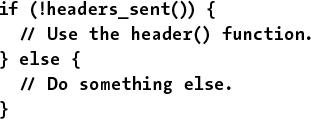 if (!headers_sent()) {
  // Use the header() function.
} else {
  // Do something else.
}